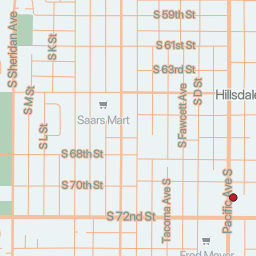 S 59th St
S Sheridan Ave
S K St
S 61st St
S 63rd St
S M St
S D St
Hillsdale
Saars Mart
S Fawcett Ave
S L St
S 68th St
S 70th St
Tacoma Ave S
Pacific Ave S
S 72nd St
Fred Meyer